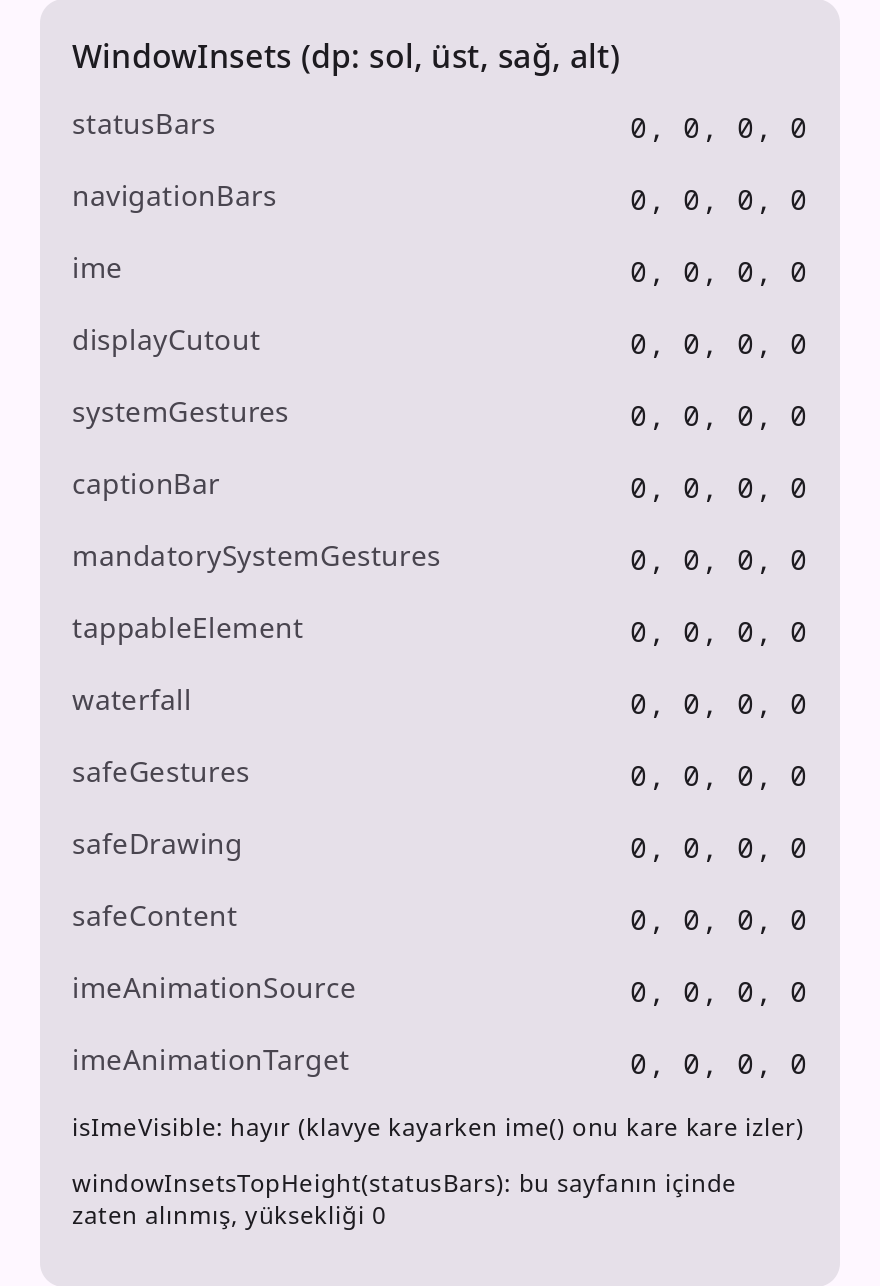 WindowInsets (dp: sol, üst, sağ, alt)
statusBars 0, 0, 0, 0
navigationBars 0, 0, 0, 0
ime 0, 0, 0, 0
displayCutout 0, 0, 0, 0
systemGestures 0, 0, 0, 0
captionBar 0, 0, 0, 0
mandatorySystemGestures 0, 0, 0, 0
tappableElement 0, 0, 0, 0
waterfall 0, 0, 0, 0
safeGestures 0, 0, 0, 0
safeDrawing 0, 0, 0, 0
safeContent 0, 0, 0, 0
imeAnimationSource 0, 0, 0, 0
imeAnimationTarget 0, 0, 0, 0
isImeVisible: hayır (klavye kayarken ime() onu kare kare izler)
windowInsetsTopHeight(statusBars): bu sayfanın içinde
zaten alınmış, yüksekliği 0